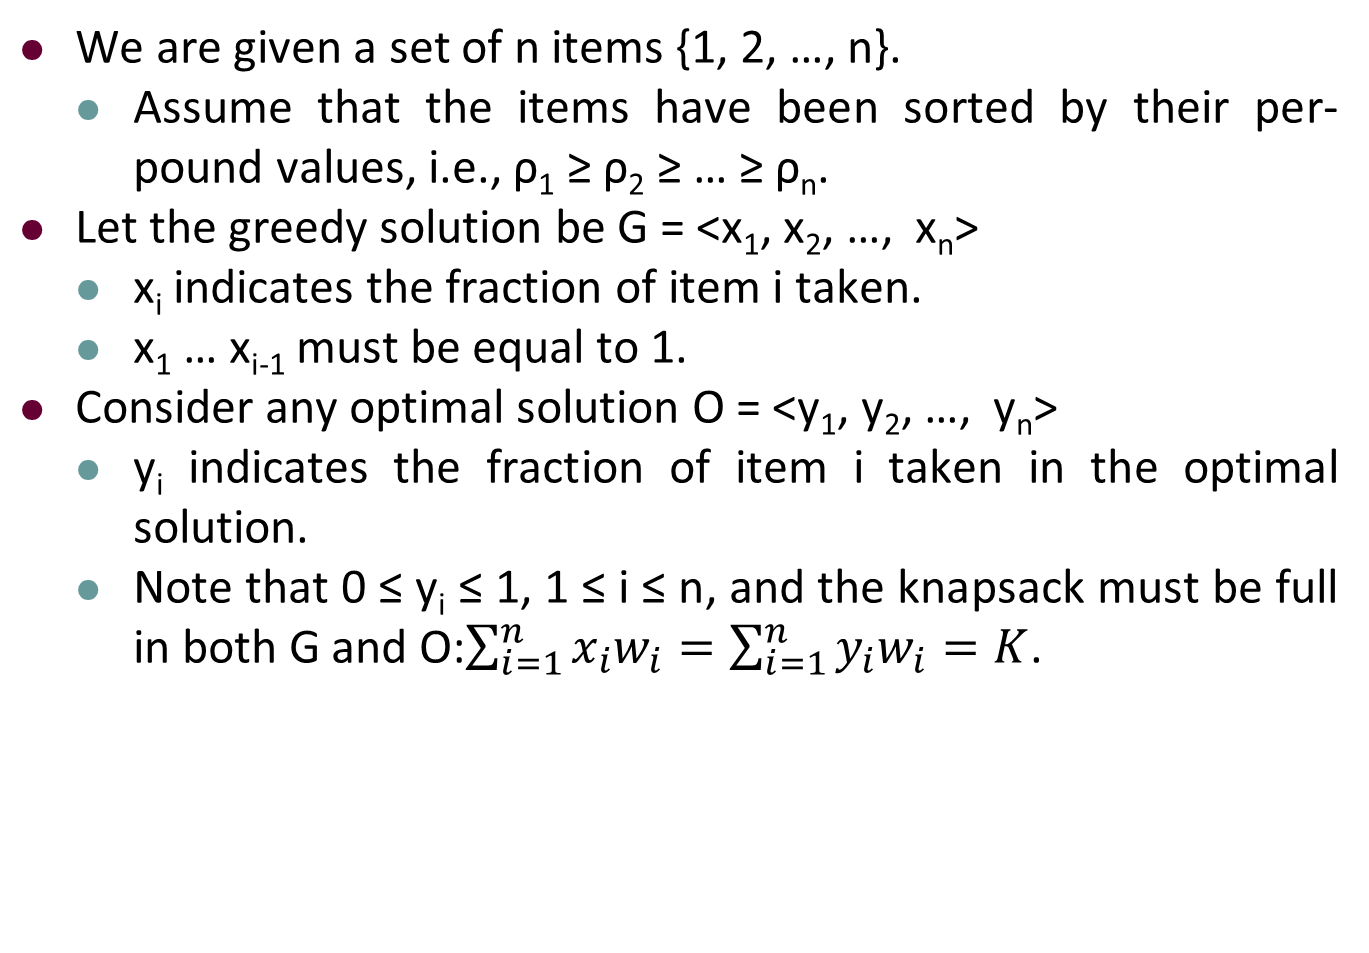 ● We are given a set of n items {1, 2, …, n}.
● Assume that the items have been sorted by their per-
pound values, i.e., ρ₁ ≥ ρ₂ ≥ … ≥ ρₙ.
● Let the greedy solution be G = <x₁, x₂, …, xₙ>
● xᵢ indicates the fraction of item i taken.
● x₁ … xᵢ₋₁ must be equal to 1.
● Consider any optimal solution O = <y₁, y₂, …, yₙ>
● yᵢ indicates the fraction of item i taken in the optimal
solution.
● Note that 0 ≤ yᵢ ≤ 1, 1 ≤ i ≤ n, and the knapsack must be full
in both G and O:∑ⁿᵢ₌₁ xᵢwᵢ = ∑ⁿᵢ₌₁ yᵢwᵢ = K.